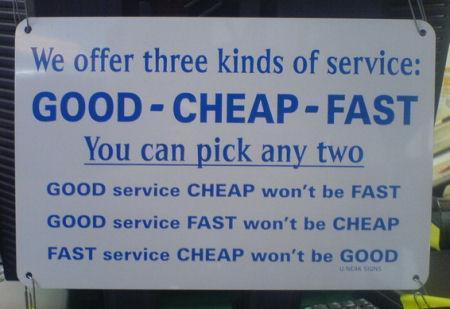 We offer three kinds of service:
GOOD - CHEAP - FAST
You can pick any two
GOOD service CHEAP won't be FAST
GOOD service FAST won't be CHEAP
FAST service CHEAP won't be GOOD
SIGNS